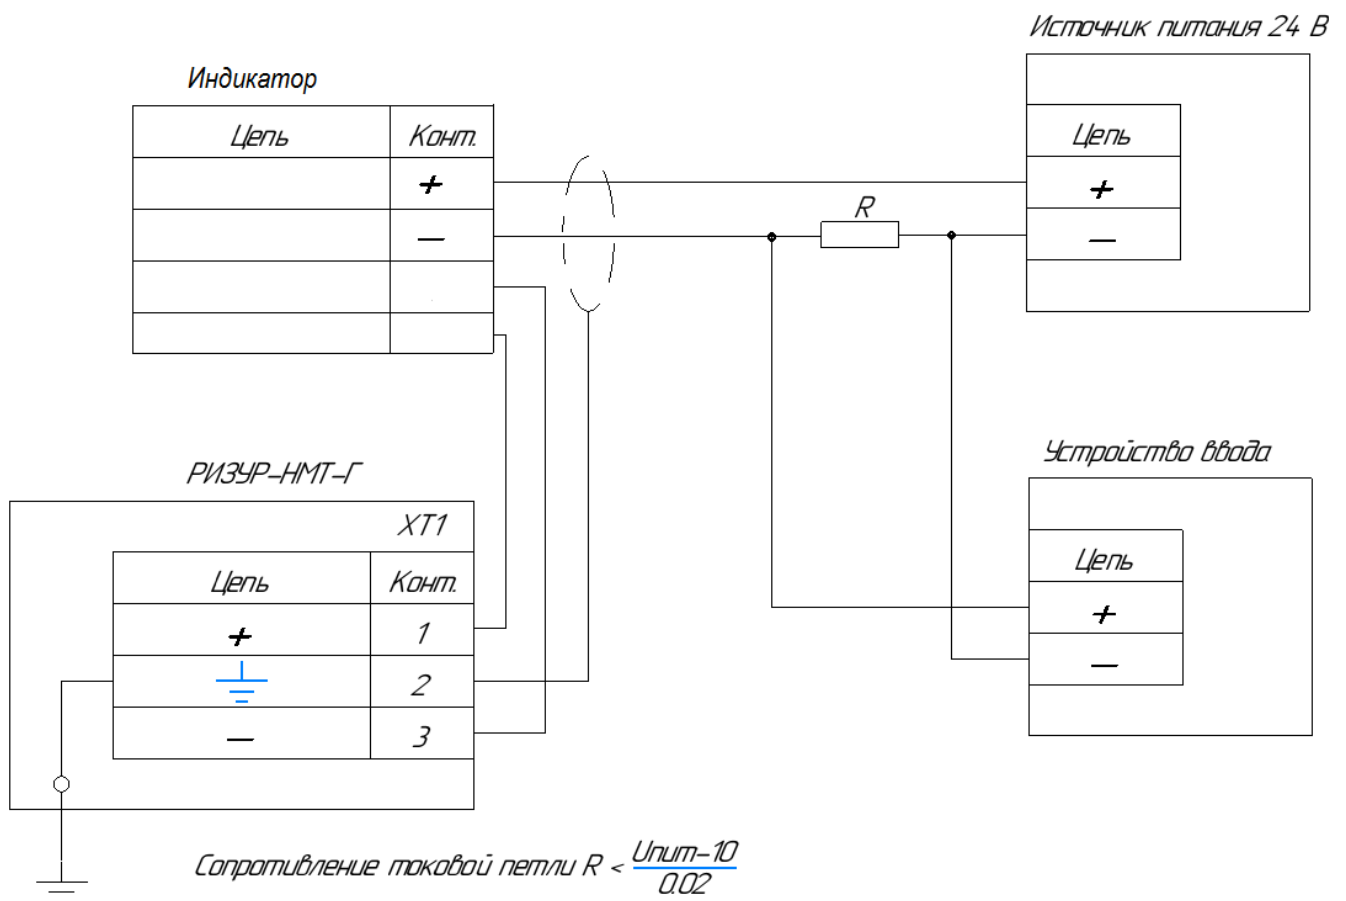 Источник питания 24 В
Индикатор
Цепь Конт.
+
–
Цепь
+
–
R
РИЗУР-НМТ-Г
ХТ1
Цепь Конт.
+ 1
2
– 3
Устройство ввода
Цепь
+
–
Сопротивление токовой петли R < Uпит-10
0.02